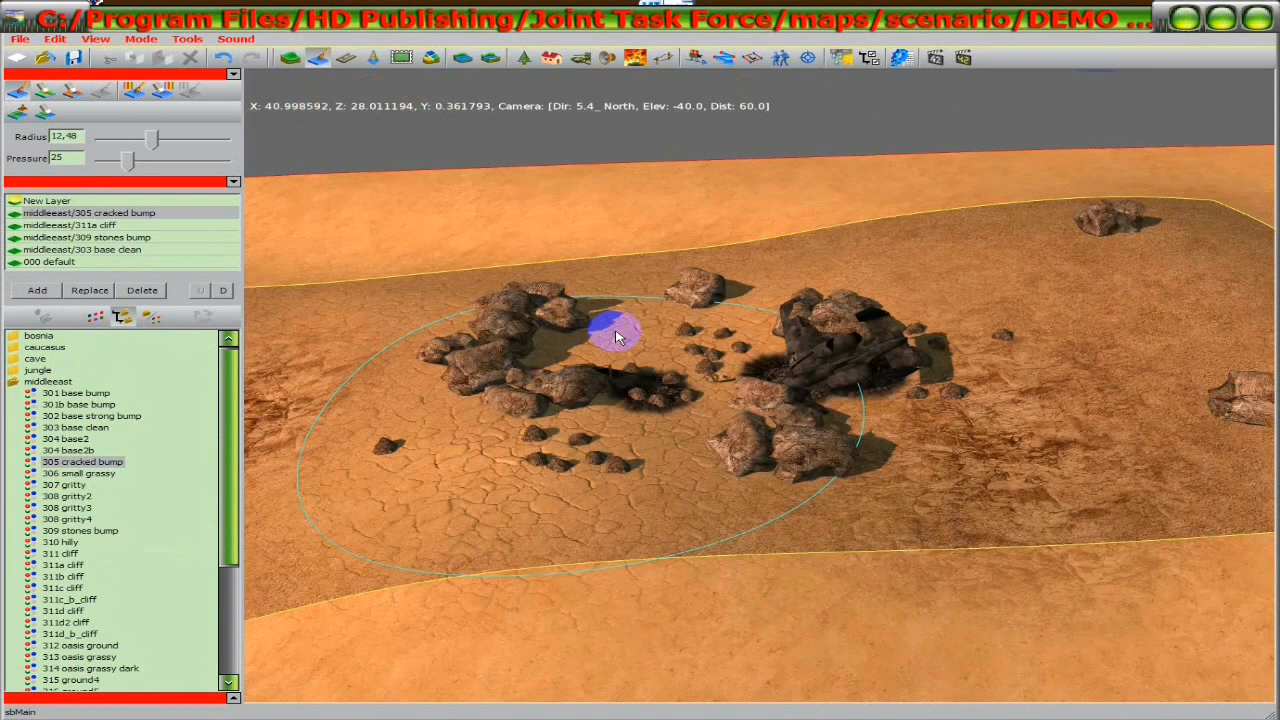 C:/Program Files/HD Publishing/Joint Task Force/maps/scenario/DEMO ...
File Edit View Mode Tools Sound
X: 40.998592, Z: 28.011194, Y: 0.361793, Camera: [Dir: 5.4_ North, Elev: -40.0, Dist: 60.0]
Radius 12,48
Pressure 25
New Layer
middleeast/305 cracked bump
middleeast/311a cliff
middleeast/309 stones bump
middleeast/303 base clean
000 default
Add Replace Delete U D
bosnia
caucasus
cave
jungle
middleeast
301 base bump
301b base bump
302 base strong bump
303 base clean
304 base2
304 base2b
305 cracked bump
306 small grassy
307 gritty
308 gritty2
308 gritty3
308 gritty4
309 stones bump
310 hilly
311 cliff
311a cliff
311b cliff
311c cliff
311c_b_cliff
311d cliff
311d2 cliff
311d_b_cliff
312 oasis ground
313 oasis grassy
314 oasis grassy dark
315 ground4
sbMain